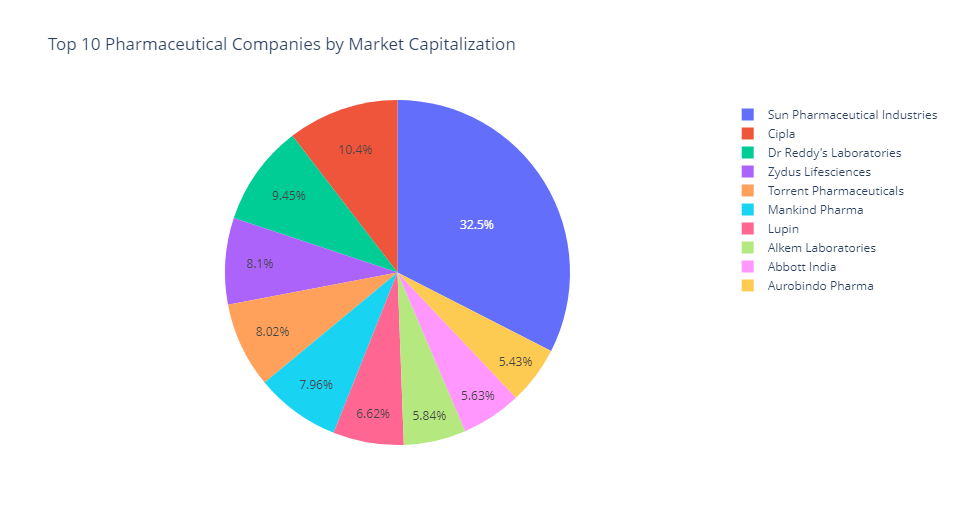 Top 10 Pharmaceutical Companies by Market Capitalization
10.4%
32.5%
9.45%
8.1%
8.02%
7.96%
6.62%
5.84%
5.63%
5.43%
Sun Pharmaceutical Industries
Cipla
Dr Reddy's Laboratories
Zydus Lifesciences
Torrent Pharmaceuticals
Mankind Pharma
Lupin
Alkem Laboratories
Abbott India
Aurobindo Pharma